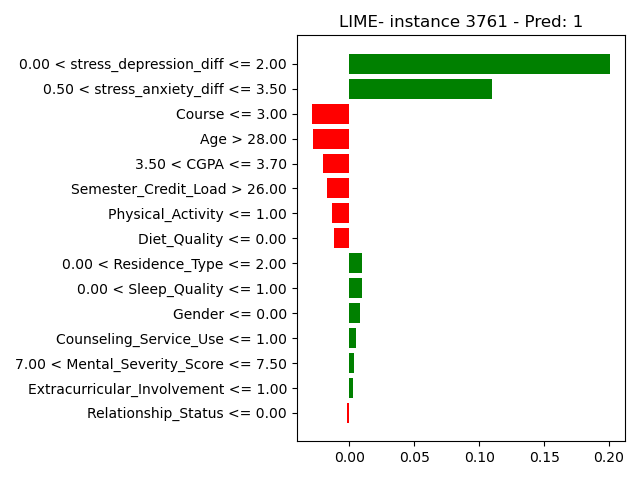 LIME- instance 3761 - Pred: 1
0.00 < stress_depression_diff <= 2.00
0.50 < stress_anxiety_diff <= 3.50
Course <= 3.00
Age > 28.00
3.50 < CGPA <= 3.70
Semester_Credit_Load > 26.00
Physical_Activity <= 1.00
Diet_Quality <= 0.00
0.00 < Residence_Type <= 2.00
0.00 < Sleep_Quality <= 1.00
Gender <= 0.00
Counseling_Service_Use <= 1.00
7.00 < Mental_Severity_Score <= 7.50
Extracurricular_Involvement <= 1.00
Relationship_Status <= 0.00
0.00 0.05 0.10 0.15 0.20